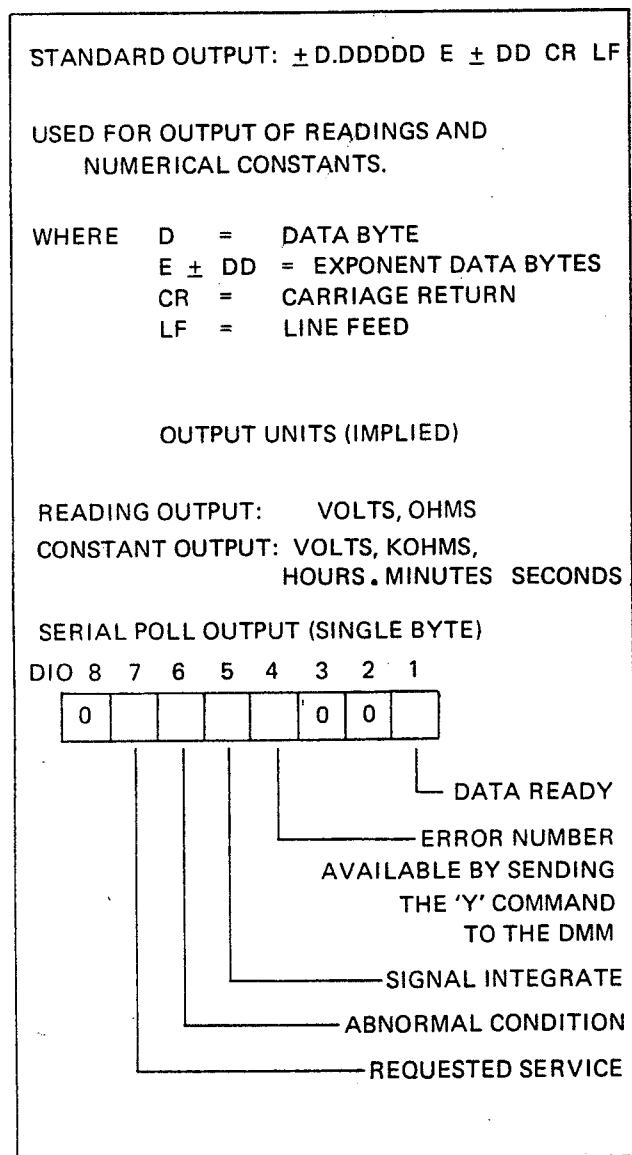 STANDARD OUTPUT: ± D.DDDDD E ± DD CR LF
USED FOR OUTPUT OF READINGS AND
NUMERICAL CONSTANTS.
WHERE D = DATA BYTE
E ± DD = EXPONENT DATA BYTES
CR = CARRIAGE RETURN
LF = LINE FEED
OUTPUT UNITS (IMPLIED)
READING OUTPUT: VOLTS, OHMS
CONSTANT OUTPUT: VOLTS, KOHMS,
HOURS.MINUTES SECONDS
SERIAL POLL OUTPUT (SINGLE BYTE)
DIO 8 7 6 5 4 3 2 1
0 0 0
DATA READY
ERROR NUMBER
AVAILABLE BY SENDING
THE 'Y' COMMAND
TO THE DMM
SIGNAL INTEGRATE
ABNORMAL CONDITION
REQUESTED SERVICE